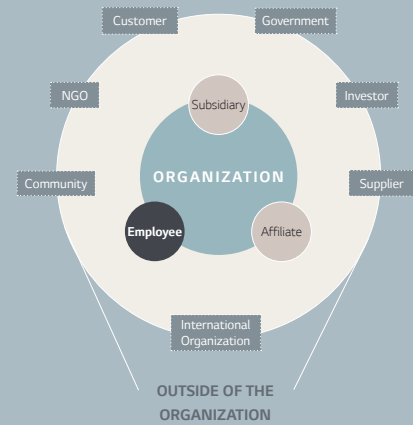 Customer
Government
NGO
Subsidiary
Investor
Community
ORGANIZATION
Supplier
Employee
Affiliate
International
Organization
OUTSIDE OF THE
ORGANIZATION